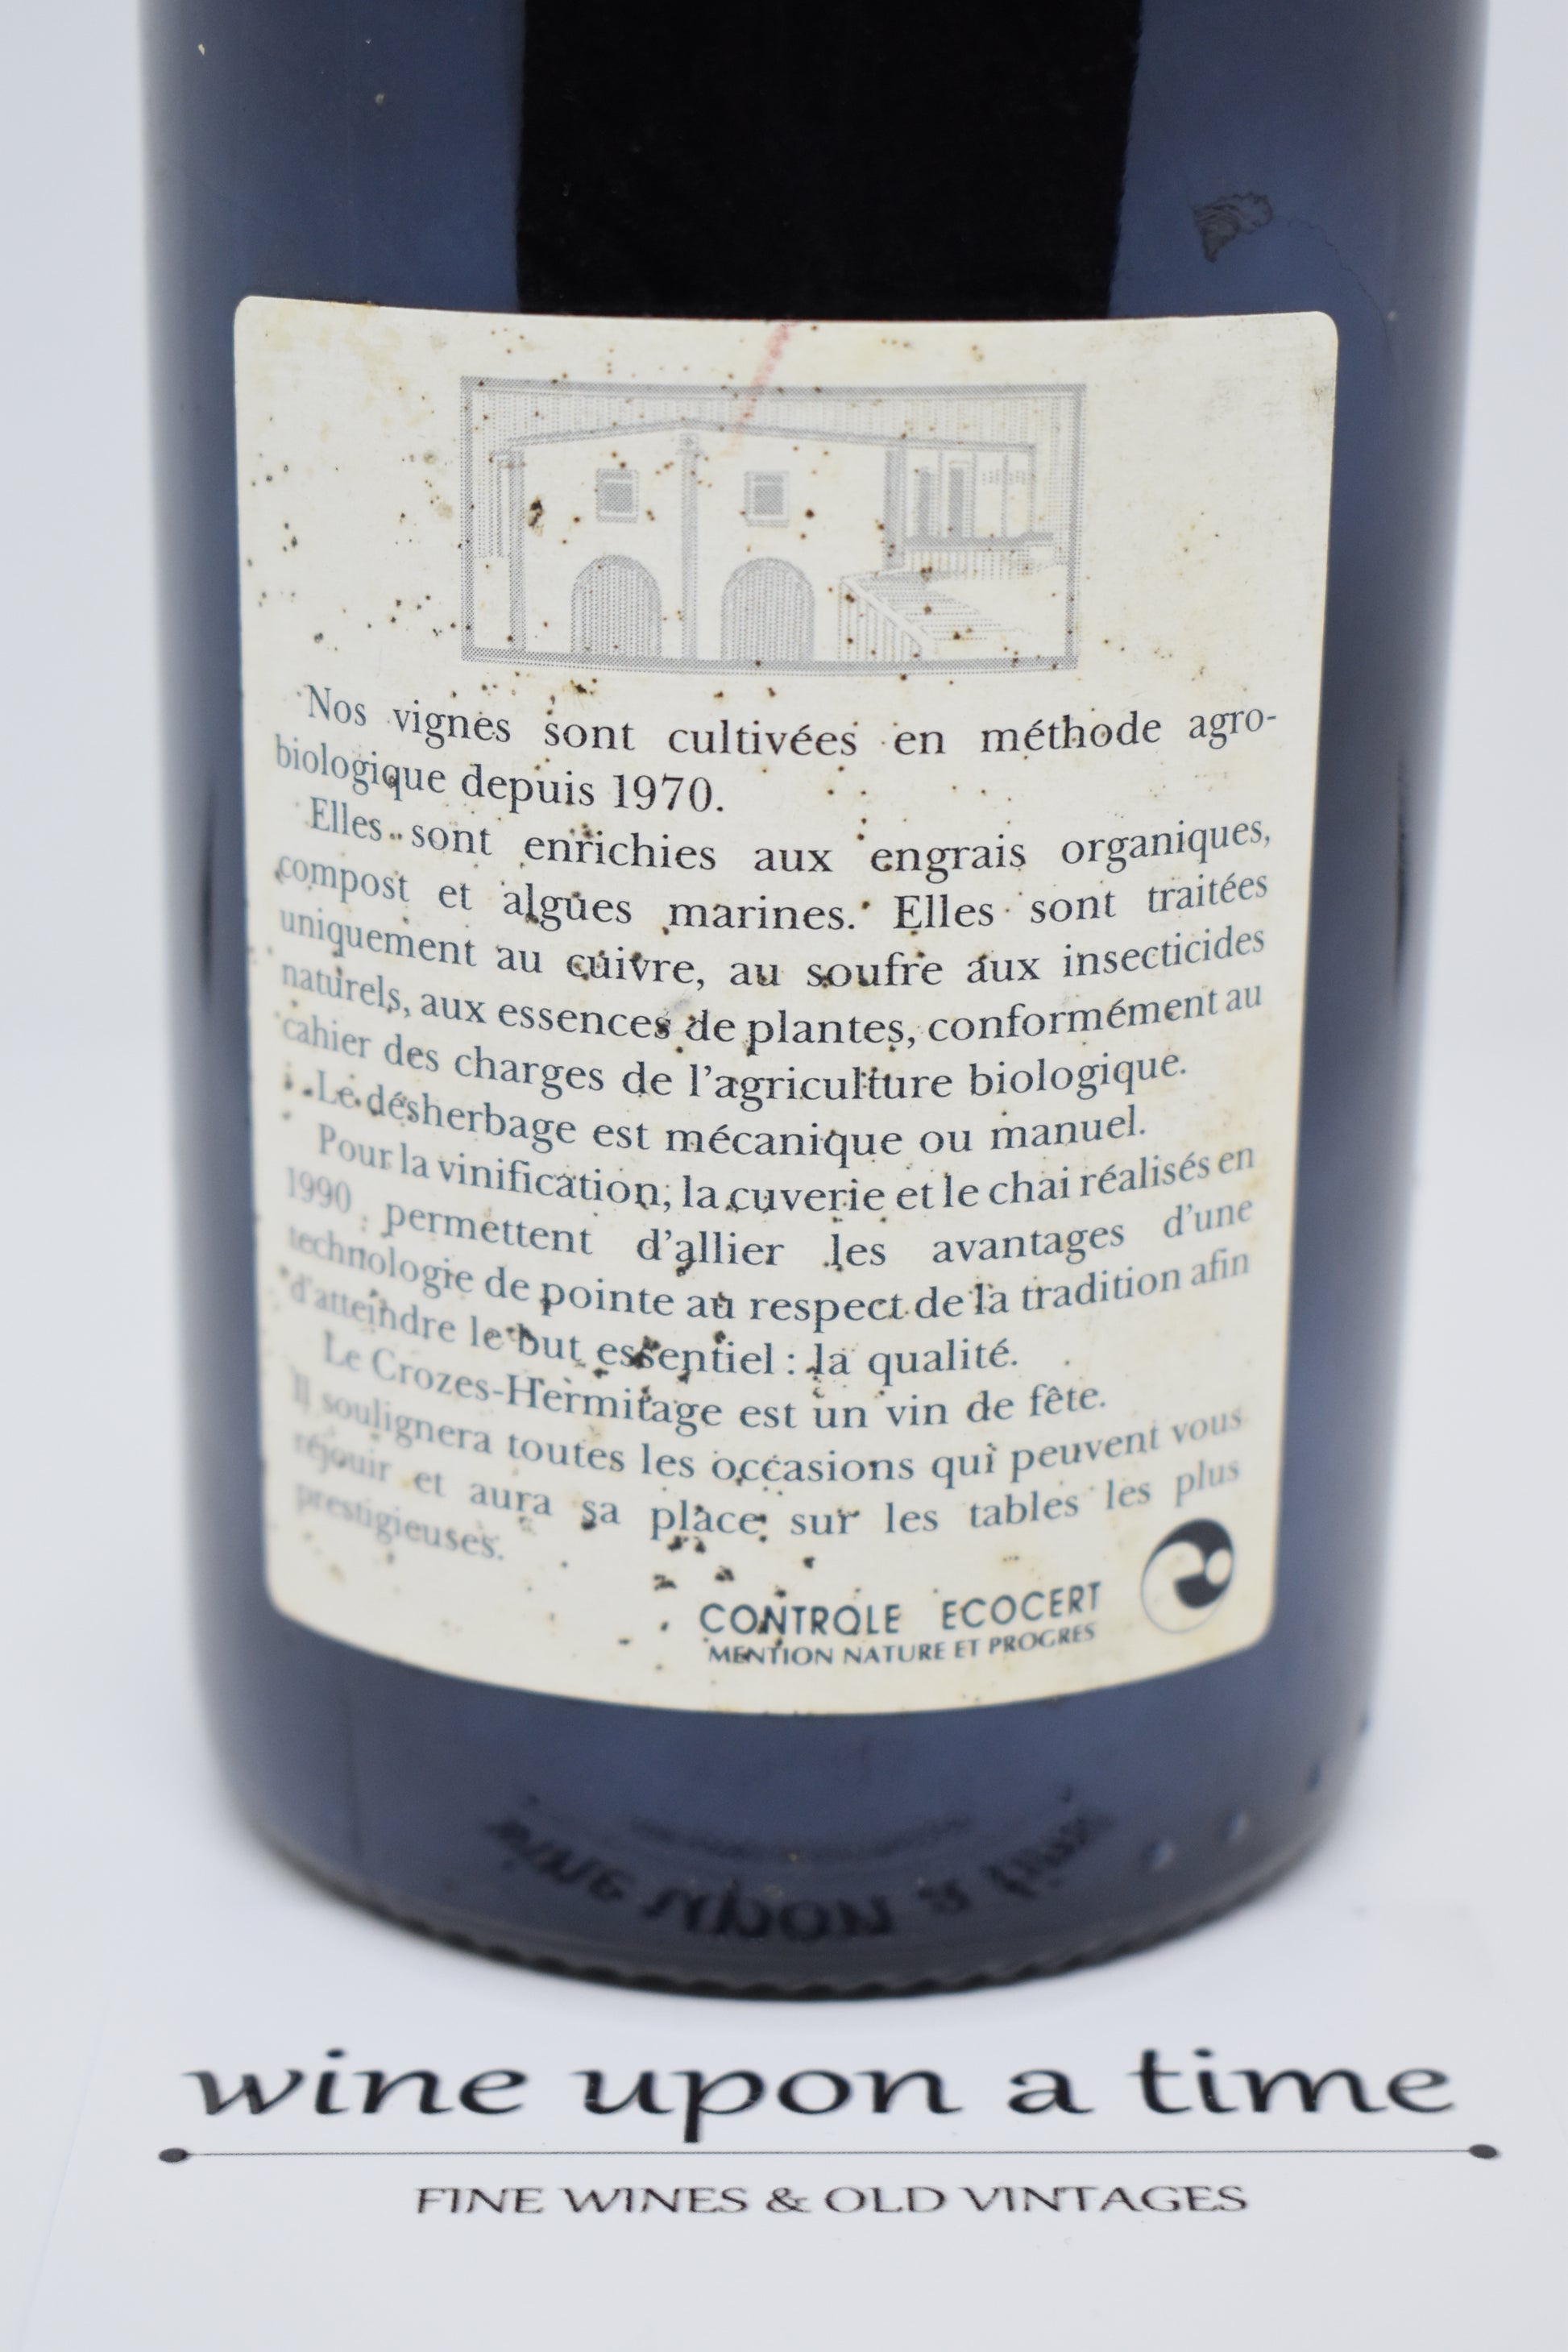 Nos vignes sont cultivées en méthode agro-
biologique depuis 1970.
Elles sont enrichies aux engrais organiques,
compost et algues marines. Elles sont traitées
uniquement au cuivre, au soufre aux insecticides
naturels, aux essences de plantes, conformément au
cahier des charges de l'agriculture biologique.
Le désherbage est mécanique ou manuel.
Pour la vinification, la cuverie et le chai réalisés en
1990, permettent d'allier les avantages d'une
technologie de pointe au respect de la tradition afin
d'atteindre le but essentiel : la qualité.
Le Crozes-Hermitage est un vin de fête.
Il soulignera toutes les occasions qui peuvent vous
réjouir et aura sa place sur les tables les plus
prestigieuses.
CONTROLE ECOCERT
MENTION NATURE ET PROGRES
wine upon a time
wine upon a time
FINE WINES & OLD VINTAGES